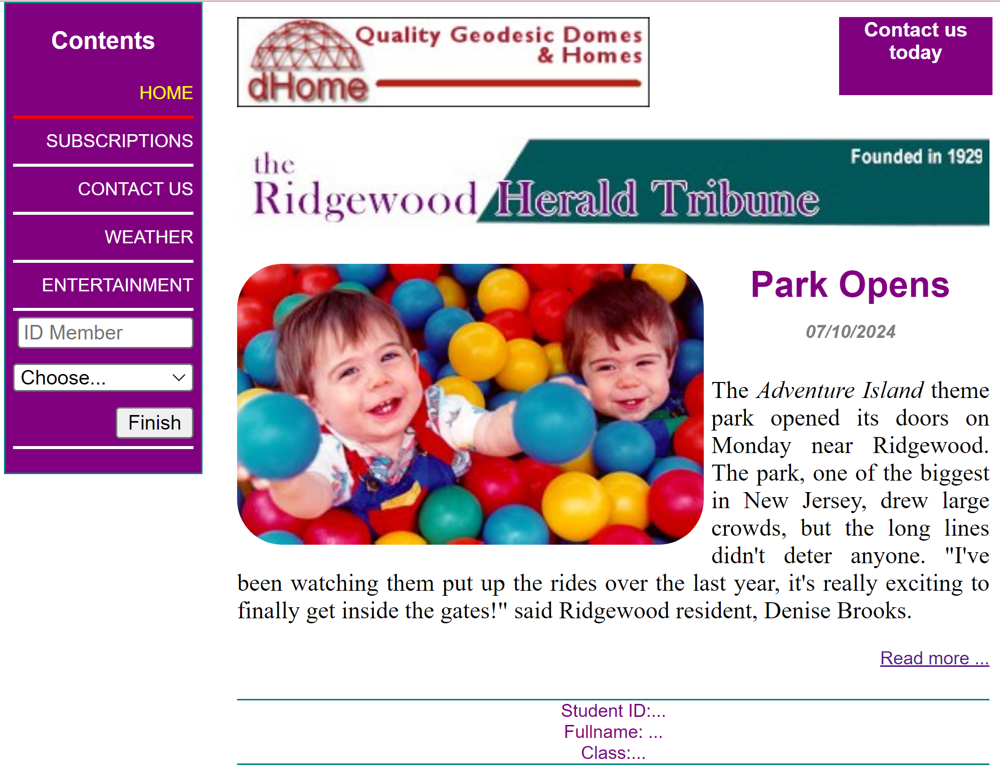 Contents
HOME
SUBSCRIPTIONS
CONTACT US
WEATHER
ENTERTAINMENT
ID Member
Choose...
Finish
Quality Geodesic Domes
& Homes
dHome
Contact us
today
Founded in 1929
the
Ridgewood Herald Tribune
Park Opens
07/10/2024
The Adventure Island theme
park opened its doors on
Monday near Ridgewood.
The park, one of the biggest
in New Jersey, drew large
crowds, but the long lines
didn't deter anyone. "I've
been watching them put up the rides over the last year, it's really exciting to
finally get inside the gates!" said Ridgewood resident, Denise Brooks.
Read more ...
Student ID:...
Fullname: ...
Class:...